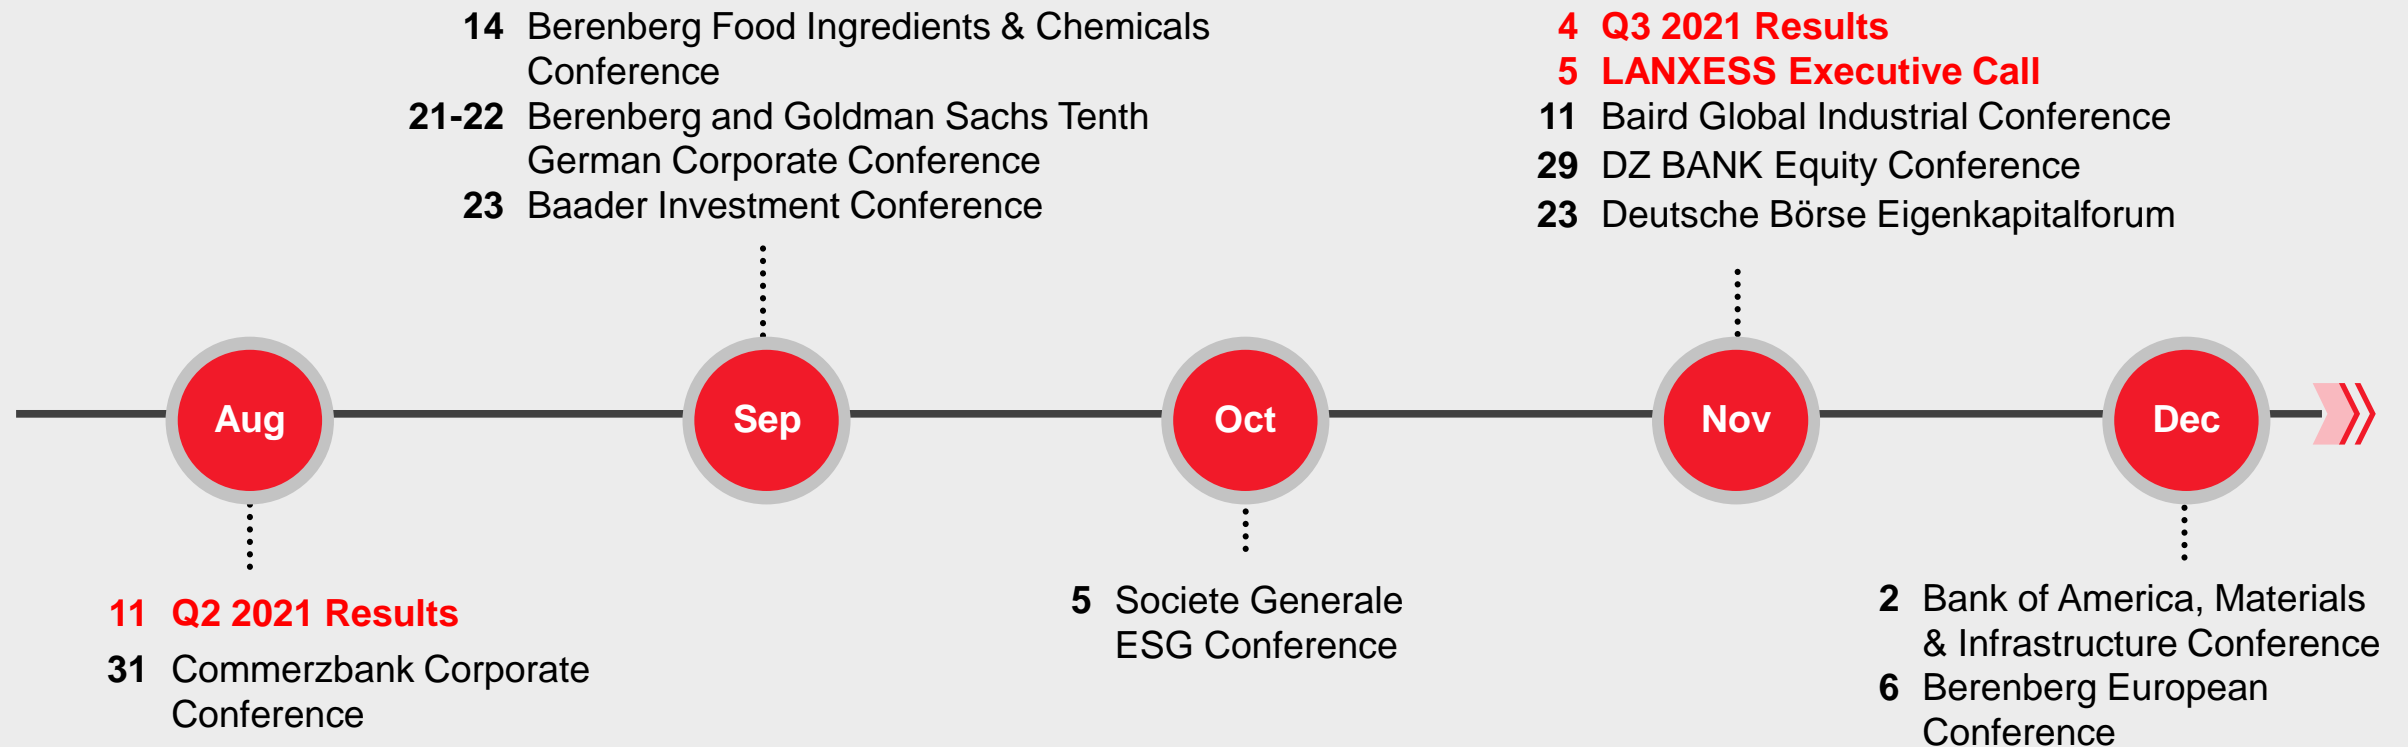 14 Berenberg Food Ingredients & Chemicals
Conference
21-22 Berenberg and Goldman Sachs Tenth
German Corporate Conference
23 Baader Investment Conference
4 Q3 2021 Results
5 LANXESS Executive Call
11 Baird Global Industrial Conference
29 DZ BANK Equity Conference
23 Deutsche Börse Eigenkapitalforum
Aug
Sep
Oct
Nov
Dec
11 Q2 2021 Results
31 Commerzbank Corporate
Conference
5 Societe Generale
ESG Conference
2 Bank of America, Materials
& Infrastructure Conference
6 Berenberg European
Conference